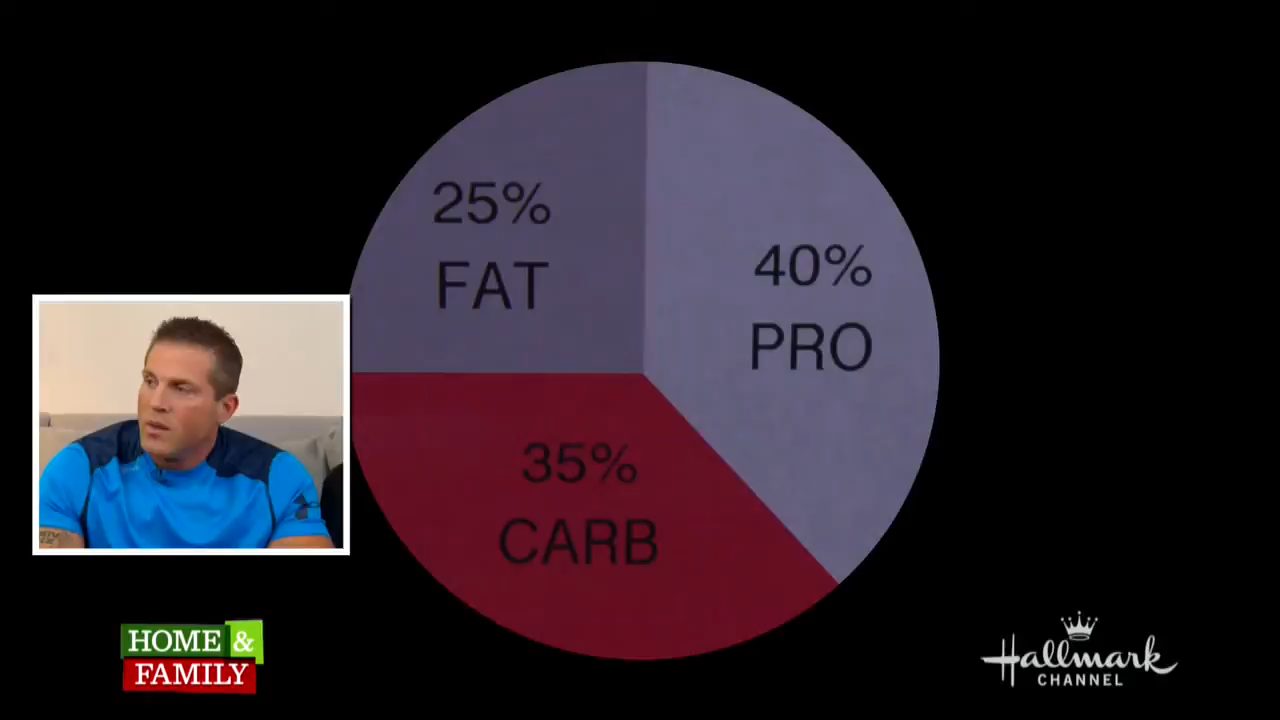 25%
FAT
40%
PRO
35%
CARB
HOME &
FAMILY
Hallmark
CHANNEL